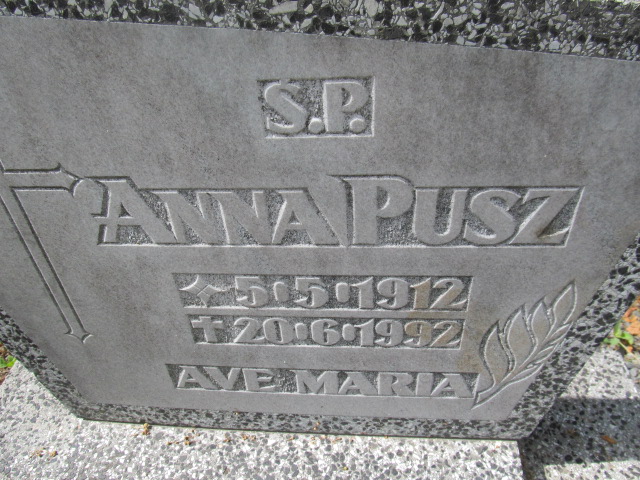 S.P.
ANNA PUSZ
5·5·1912
20·6·1992
AVE MARIA